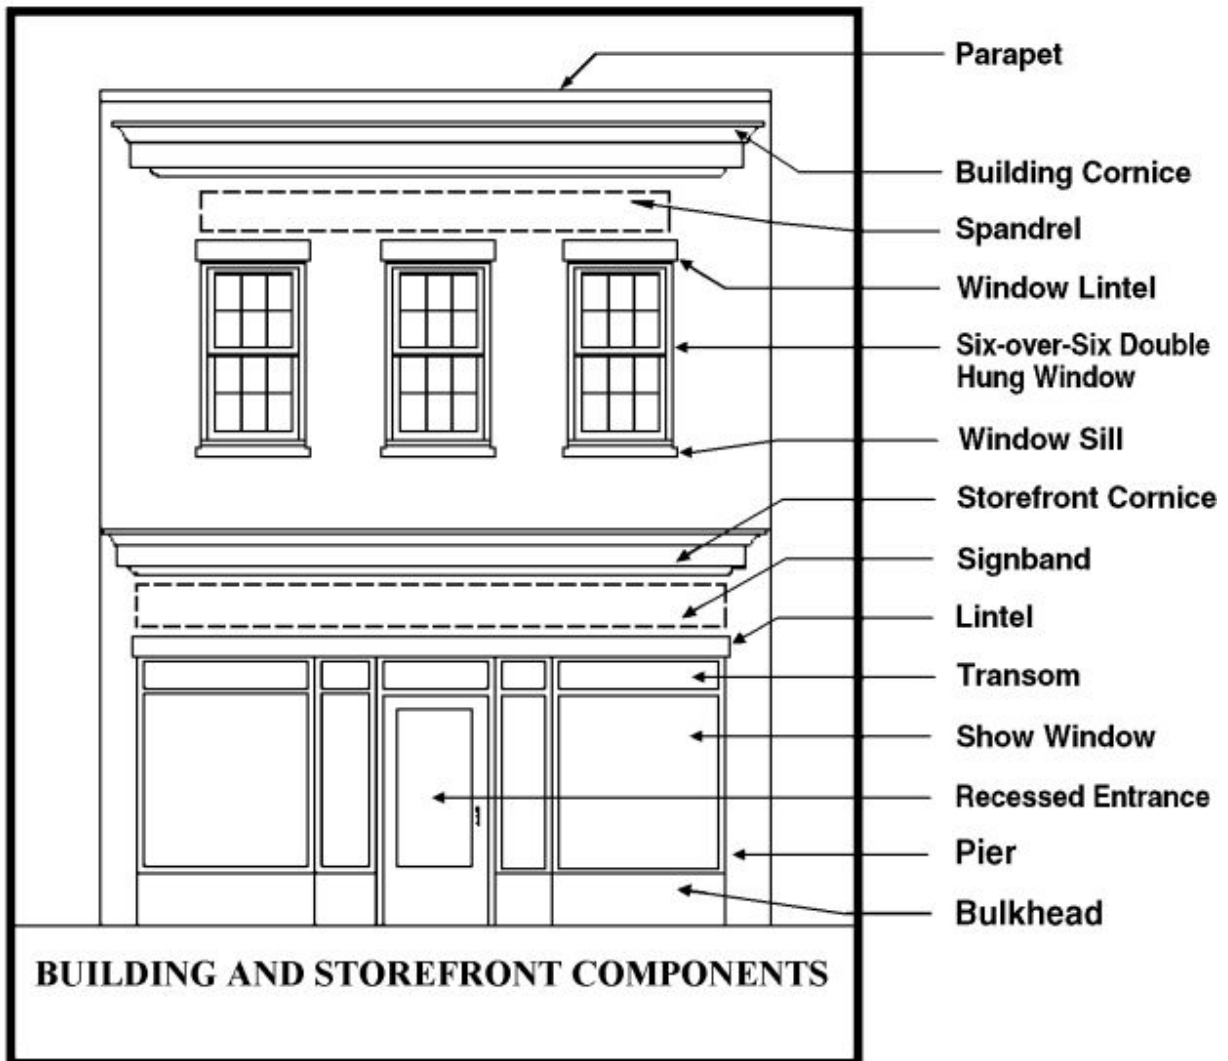 Parapet
Building Cornice
Spandrel
Window Lintel
Six-over-Six Double
Hung Window
Window Sill
Storefront Cornice
Signband
Lintel
Transom
Show Window
Recessed Entrance
Pier
Bulkhead
BUILDING AND STOREFRONT COMPONENTS